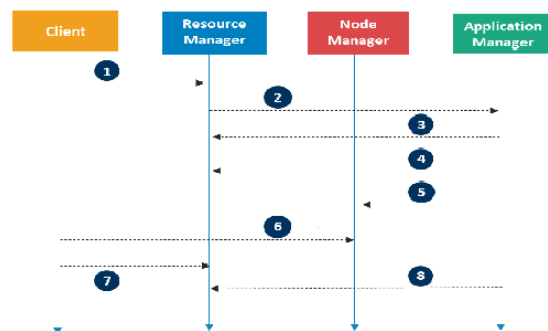 Client
Resource
Manager
Node
Manager
Application
Manager
1
2
3
4
5
6
7
8